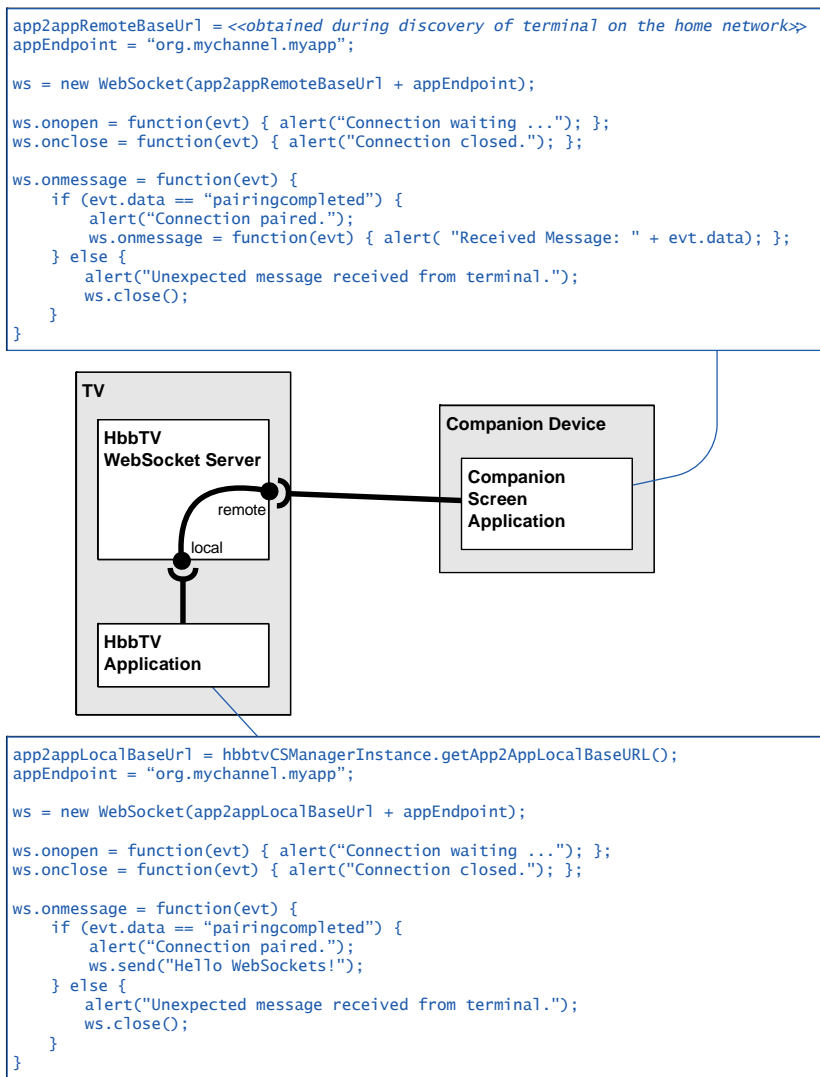 app2appRemoteBaseUrl = <<obtained during discovery of terminal on the home network>>;
appEndpoint = “org.mychannel.myapp”;
ws = new WebSocket(app2appRemoteBaseUrl + appEndpoint);
ws.onopen = function(evt) { alert(“Connection waiting ..."); };
ws.onclose = function(evt) { alert("Connection closed."); };
ws.onmessage = function(evt) {
if (evt.data == “pairingcompleted”) {
alert(“Connection paired.”);
ws.onmessage = function(evt) { alert( "Received Message: " + evt.data); };
} else {
alert("Unexpected message received from terminal.");
ws.close();
}
}
TV
HbbTV
WebSocket Server
remote
local
HbbTV
Application
Companion Device
Companion
Screen
Application
app2appLocalBaseUrl = hbbtvCSManagerInstance.getApp2AppLocalBaseURL();
appEndpoint = “org.mychannel.myapp”;
ws = new WebSocket(app2appLocalBaseUrl + appEndpoint);
ws.onopen = function(evt) { alert(“Connection waiting ..."); };
ws.onclose = function(evt) { alert("Connection closed."); };
ws.onmessage = function(evt) {
if (evt.data == “pairingcompleted”) {
alert(“Connection paired.”);
ws.send("Hello WebSockets!");
} else {
alert("Unexpected message received from terminal.");
ws.close();
}
}